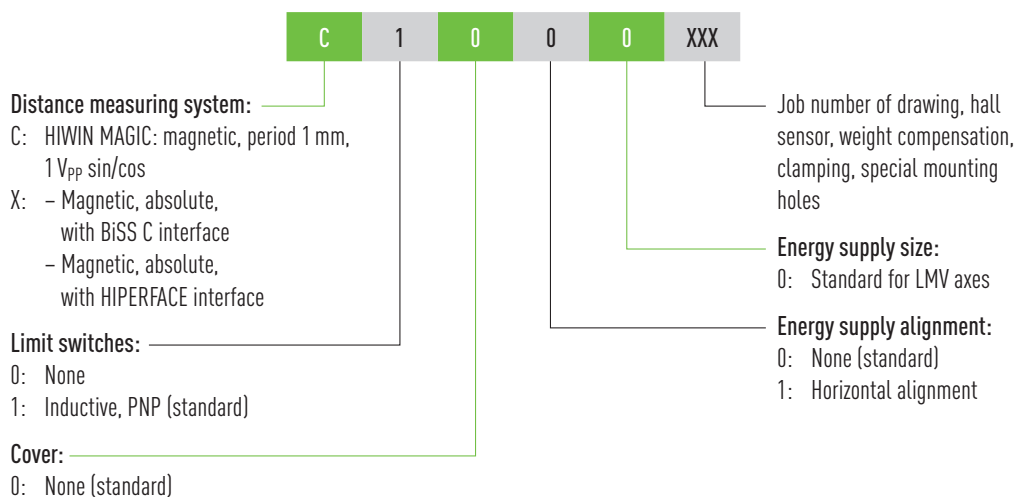 C 1 0 0 0 XXX
Distance measuring system:
C: HIWIN MAGIC: magnetic, period 1 mm,
1 VPP sin/cos
X: – Magnetic, absolute,
with BiSS C interface
– Magnetic, absolute,
with HIPERFACE interface
Limit switches:
0: None
1: Inductive, PNP (standard)
Cover:
0: None (standard)
Job number of drawing, hall
sensor, weight compensation,
clamping, special mounting
holes
Energy supply size:
0: Standard for LMV axes
Energy supply alignment:
0: None (standard)
1: Horizontal alignment